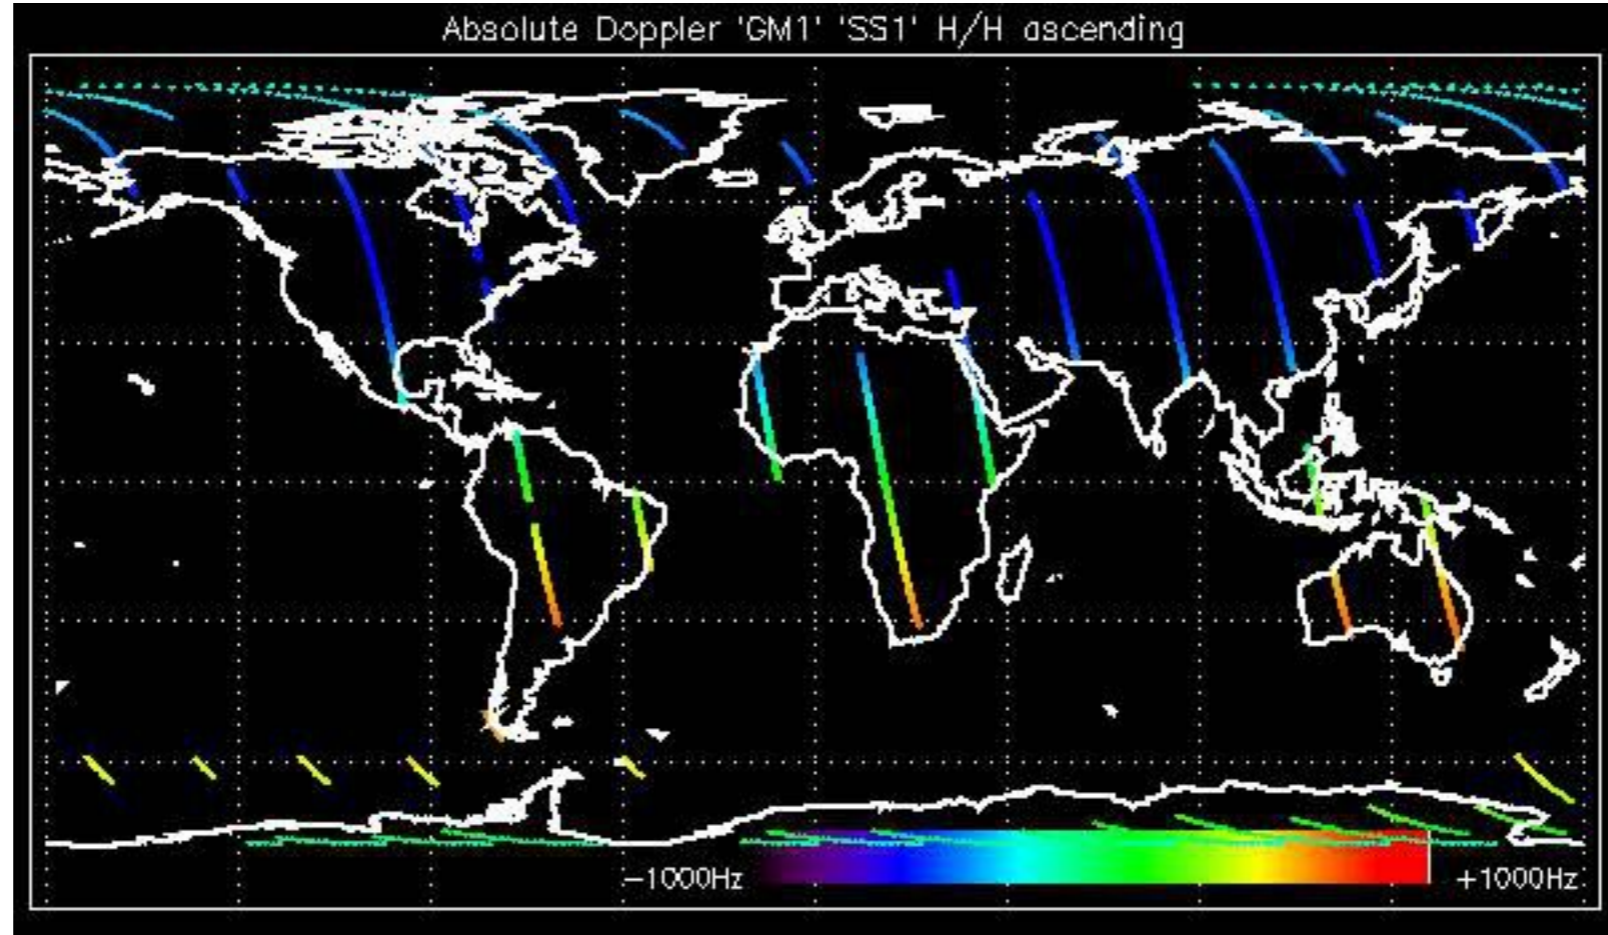 Absolute Doppler 'GM1' 'SS1' H/H ascending
−1000Hz
+1000Hz